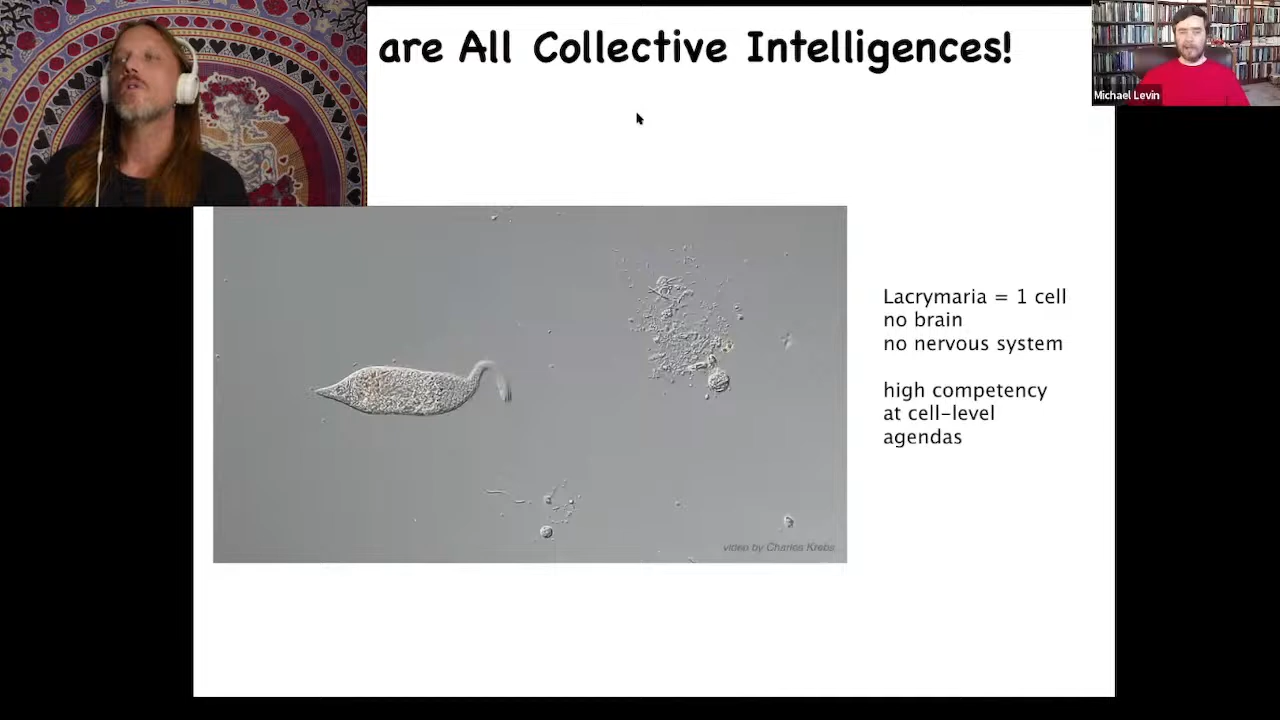 are All Collective Intelligences!
Michael Levin
Lacrymaria = 1 cell
no brain
no nervous system
high competency
at cell-level
agendas
video by Charles Krebs